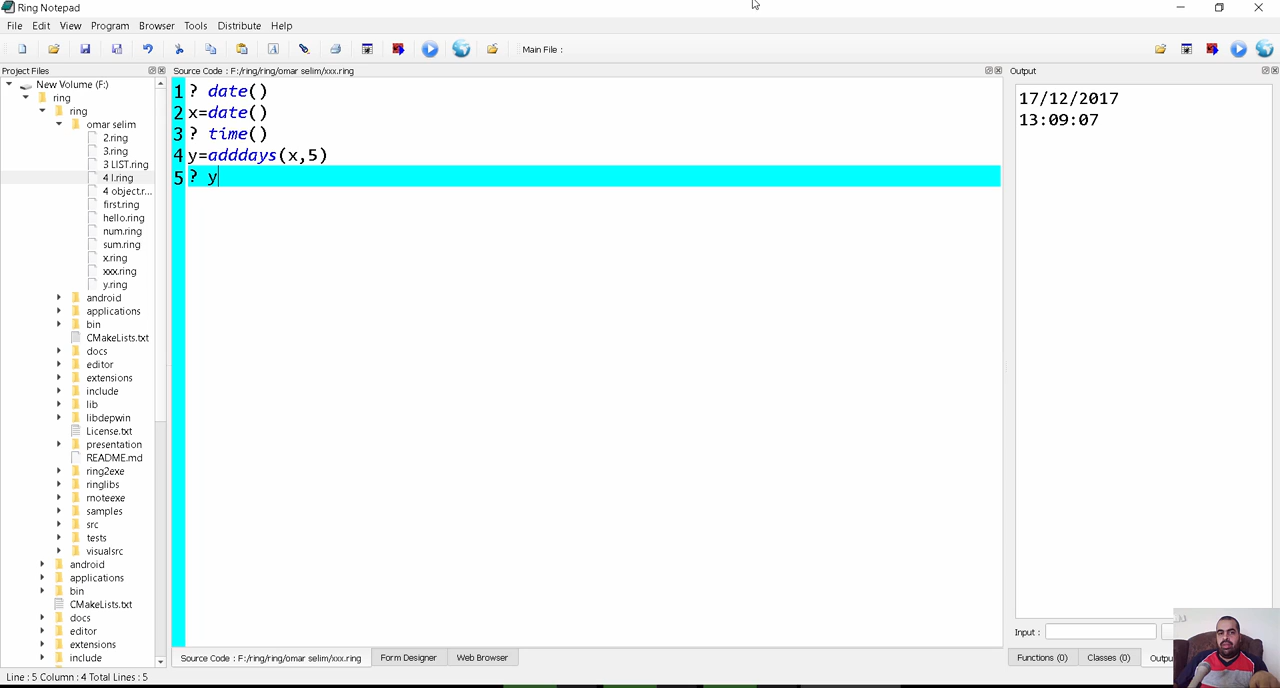 Ring Notepad
File Edit View Program Browser Tools Distribute Help
Main File :
Project Files
New Volume (F:)
ring
ring
omar selim
2.ring
3.ring
3 LIST.ring
4 l.ring
4 object.r...
first.ring
hello.ring
num.ring
sum.ring
x.ring
xxx.ring
y.ring
android
applications
bin
CMakeLists.txt
docs
editor
extensions
include
lib
libdepwin
License.txt
presentation
README.md
ring2exe
ringlibs
rnoteexe
samples
src
tests
visualsrc
android
applications
bin
CMakeLists.txt
docs
editor
extensions
include
Source Code : F:/ring/ring/omar selim/xxx.ring
1 ? date()
2 x=date()
3 ? time()
4 y=adddays(x,5)
5 ? y
Source Code : F:/ring/ring/omar selim/xxx.ring Form Designer Web Browser
Output
17/12/2017
13:09:07
Input :
Functions (0) Classes (0)
Line : 5 Column : 4 Total Lines : 5